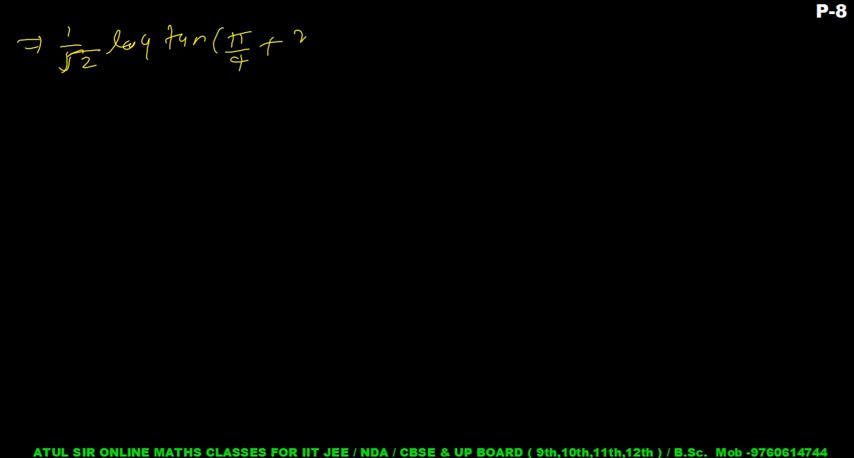 P-8
⇒ 1/√2 log tan(π/4 + 
ATUL SIR ONLINE MATHS CLASSES FOR IIT JEE / NDA / CBSE & UP BOARD ( 9th,10th,11th,12th ) / B.Sc. Mob -9760614744